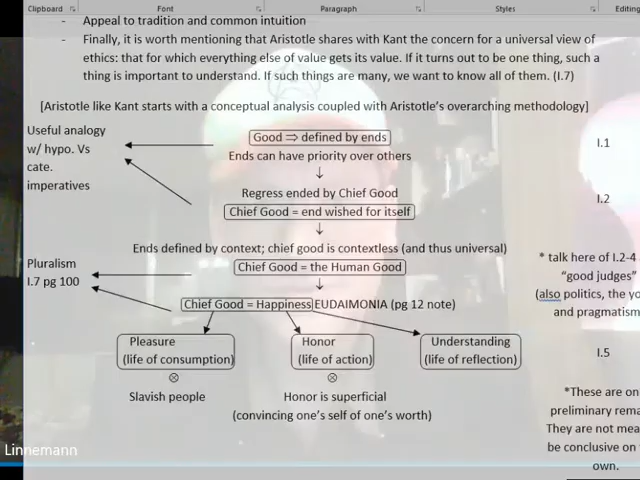 Clipboard Font Paragraph Styles Editing
- Appeal to tradition and common intuition
- Finally, it is worth mentioning that Aristotle shares with Kant the concern for a universal view of
ethics: that for which everything else of value gets its value. If it turns out to be one thing, such a
thing is important to understand. If such things are many, we want to know all of them. (I.7)
[Aristotle like Kant starts with a conceptual analysis coupled with Aristotle's overarching methodology]
Useful analogy
w/ hypo. Vs
cate.
imperatives
Good ⇒ defined by ends
I.1
Ends can have priority over others
↓
Regress ended by Chief Good
I.2
Chief Good = end wished for itself
↓
Ends defined by context; chief good is contextless (and thus universal)
Pluralism
I.7 pg 100
Chief Good = the Human Good
↓
* talk here of I.2-4
"good judges"
(also politics, the yo
and pragmatism
Chief Good = Happiness EUDAIMONIA (pg 12 note)
Pleasure
(life of consumption)
Honor
(life of action)
Understanding
(life of reflection)
I.5
⊗ ⊗
Slavish people
Honor is superficial
(convincing one's self of one's worth)
*These are on
preliminary rema
They are not mea
be conclusive on
own.
Linnemann